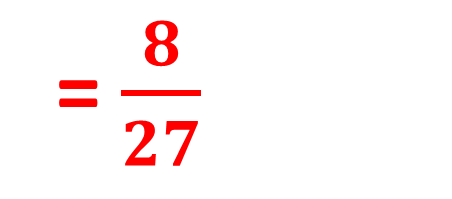 = 8/27